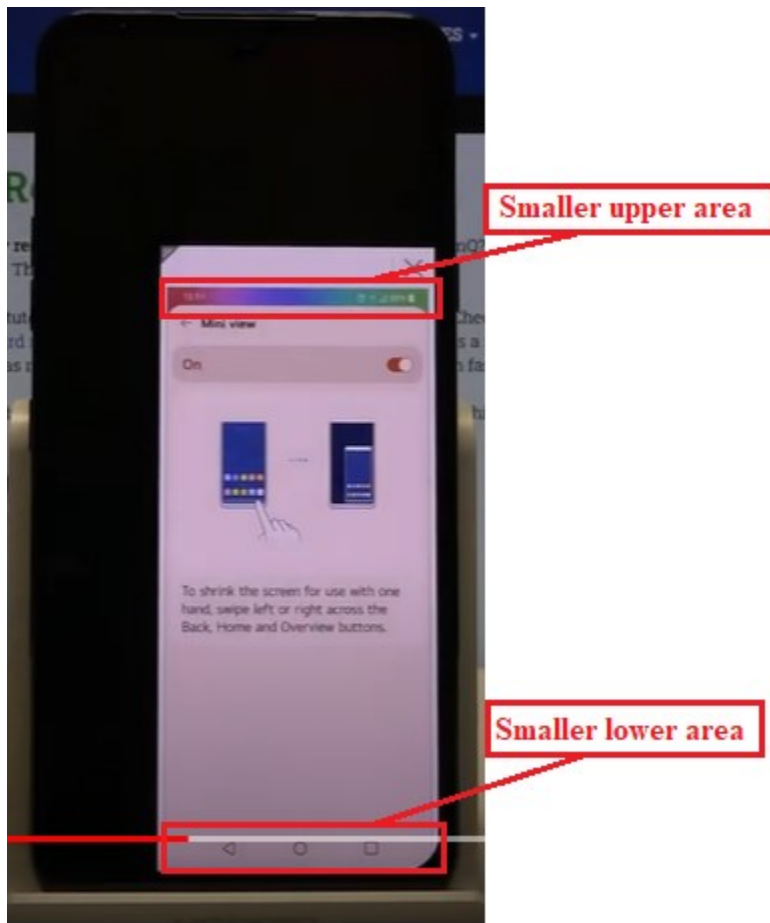 Smaller upper area
← Mini view
On
To shrink the screen for use with one
hand, swipe left or right across the
Back, Home and Overview buttons.
Smaller lower area